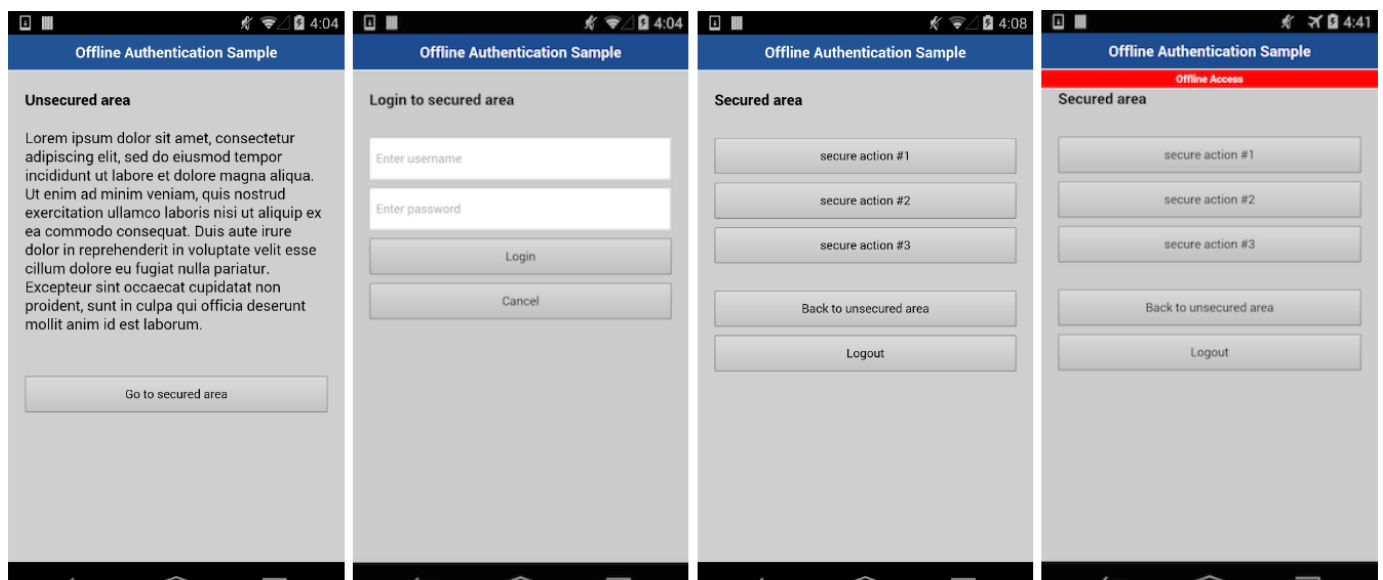 4:04
Offline Authentication Sample
Unsecured area
Lorem ipsum dolor sit amet, consectetur
adipiscing elit, sed do eiusmod tempor
incididunt ut labore et dolore magna aliqua.
Ut enim ad minim veniam, quis nostrud
exercitation ullamco laboris nisi ut aliquip ex
ea commodo consequat. Duis aute irure
dolor in reprehenderit in voluptate velit esse
cillum dolore eu fugiat nulla pariatur.
Excepteur sint occaecat cupidatat non
proident, sunt in culpa qui officia deserunt
mollit anim id est laborum.
Go to secured area
4:04
Offline Authentication Sample
Login to secured area
Enter username
Enter password
Login
Cancel
4:08
Offline Authentication Sample
Secured area
secure action #1
secure action #2
secure action #3
Back to unsecured area
Logout
4:41
Offline Authentication Sample
Offline Access
Secured area
secure action #1
secure action #2
secure action #3
Back to unsecured area
Logout